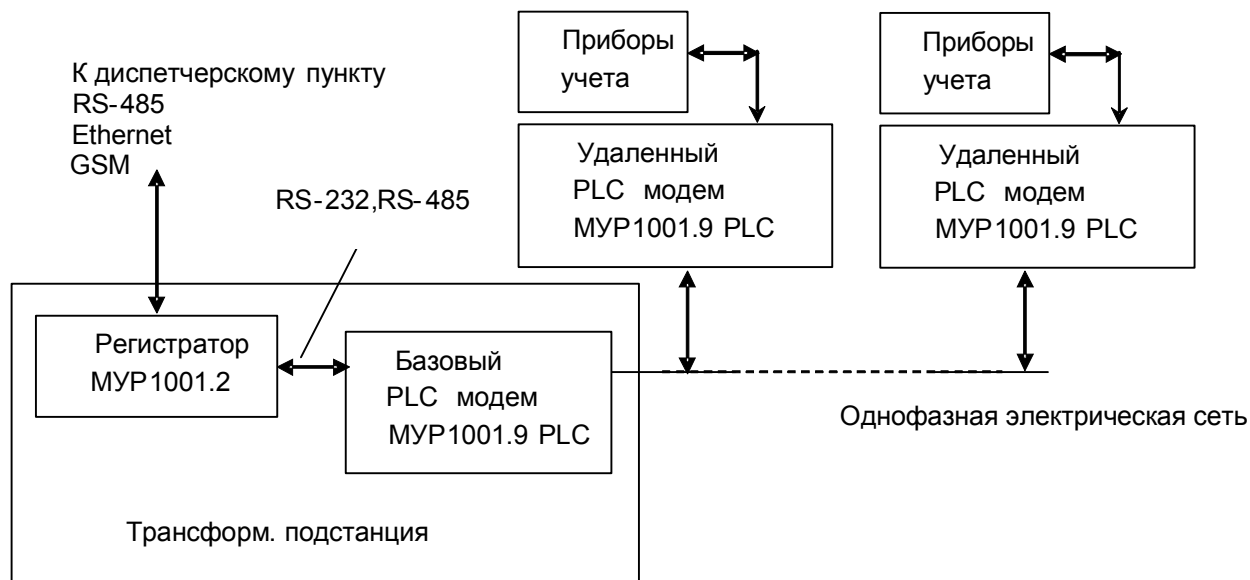 К диспетчерскому пункту
RS-485
Ethernet
GSM
RS-232,RS-485
Приборы
учета
Приборы
учета
Удаленный
PLC модем
МУР1001.9 PLC
Удаленный
PLC модем
МУР1001.9 PLC
Регистратор
МУР1001.2
Базовый
PLC модем
МУР1001.9 PLC
Однофазная электрическая сеть
Трансформ. подстанция